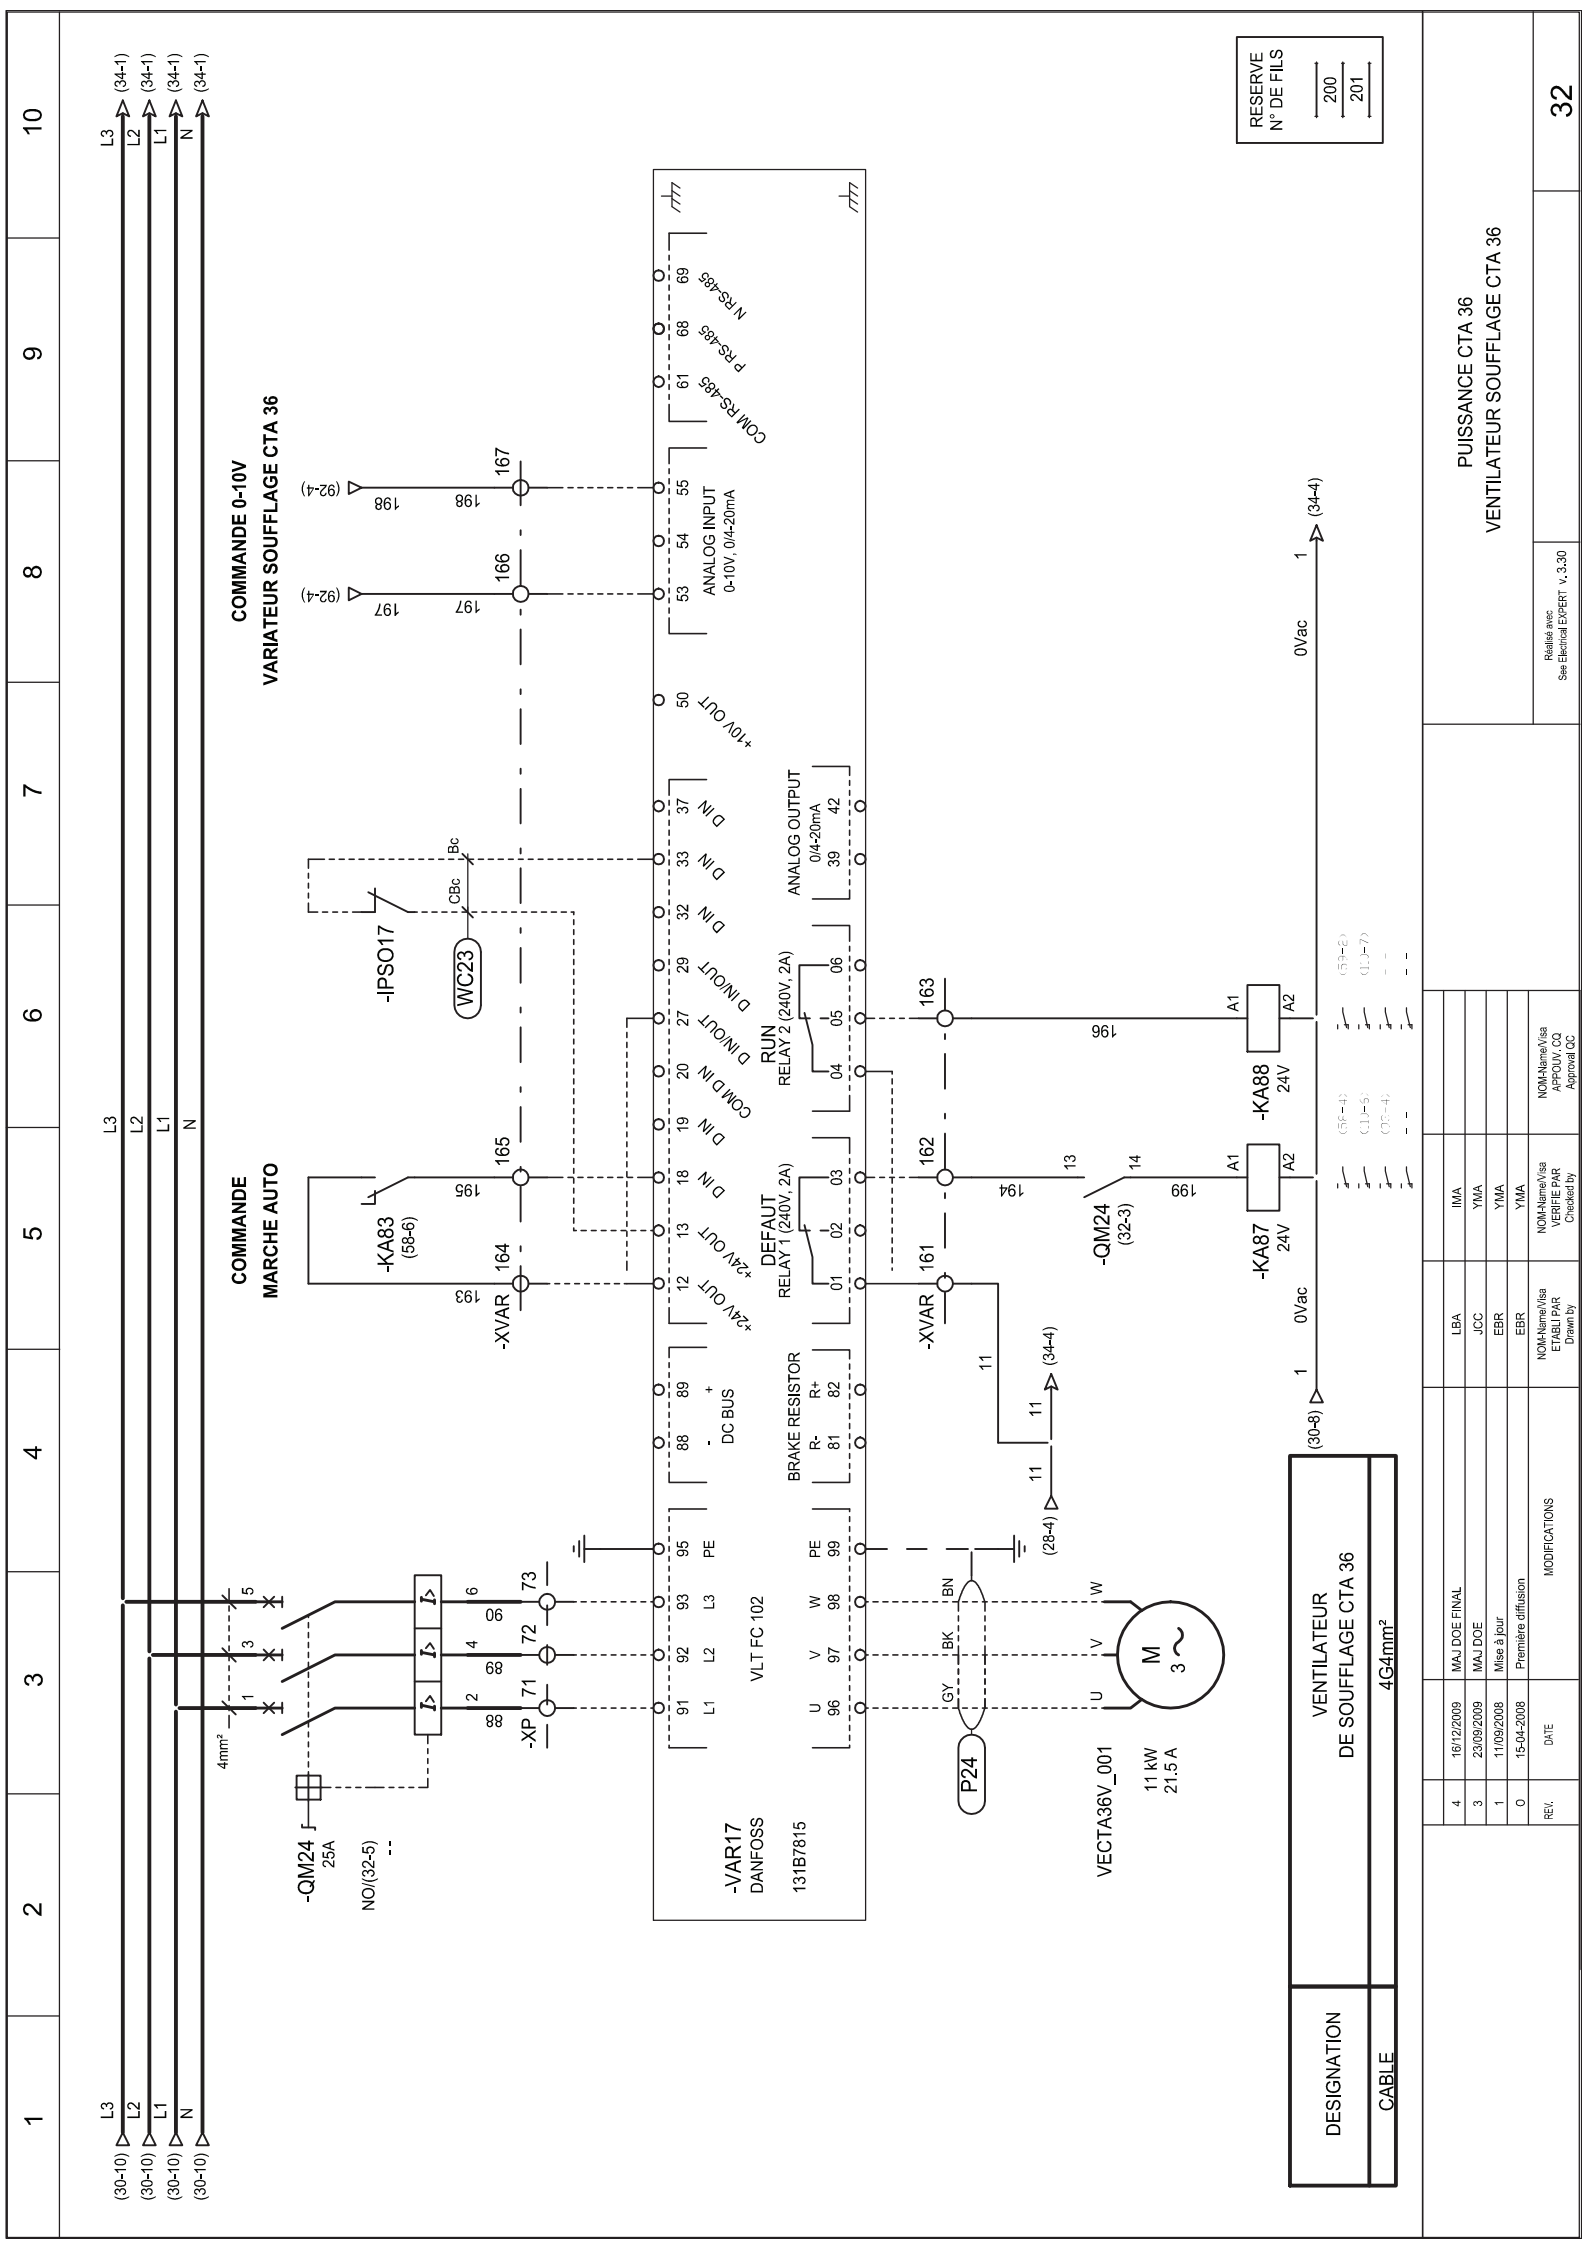 1 2 3 4 5 6 7 8 9 10
(30-10) L3 L3 L3 (34-1)
(30-10) L2 L2 L2 (34-1)
(30-10) L1 L1 L1 (34-1)
(30-10) N N N (34-1)
4mm²
1 3 5
-QM24
25A
NO/(32-5)
--
I> I> I>
2 4 6
88 89 90
-XP 71 72 73
COMMANDE
MARCHE AUTO
-KA83
(58-6)
193 195
-XVAR 164 165
-IPSO17
WC23
CBc Bc
COMMANDE 0-10V
VARIATEUR SOUFFLAGE CTA 36
(92-4) (92-4)
197 198
197 198
166 167
-VAR17
DANFOSS
131B7815
91 92 93 95
L1 L2 L3 PE
VLT FC 102
U V W PE
96 97 98 99
88 89
- +
DC BUS
BRAKE RESISTOR
R- R+
81 82
12 13 18 19 20 27 29 32 33 37
+24V OUT
+24V OUT
D IN
D IN
COM D IN
D IN/OUT
D IN/OUT
D IN
D IN
D IN
50
+10V OUT
53 54 55
ANALOG INPUT
0-10V, 0/4-20mA
61 68 69
COM RS-485
P RS-485
N RS-485
DEFAUT
RELAY 1 (240V, 2A)
01 02 03
RUN
RELAY 2 (240V, 2A)
04 05 06
ANALOG OUTPUT
0/4-20mA
39 42
P24
GY BK BN
U V W
M
3 ~
VECTA36V_001
11 kW
21.5 A
-XVAR 161 162 163
11
(28-4) 11 11 (34-4)
194
13
-QM24
(32-3)
14
199
196
-KA87
24V
A1
A2
-KA88
24V
A1
A2
(30-8) 1 0Vac 0Vac 1 (34-4)
RESERVE
N° DE FILS
200
201
DESIGNATION
VENTILATEUR
DE SOUFFLAGE CTA 36
CABLE
4G4mm²
4 16/12/2009 MAJ DOE FINAL LBA IMA
3 23/09/2009 MAJ DOE JCC YMA
1 11/09/2008 Mise à jour EBR YMA
O 15-04-2008 Première diffusion EBR YMA
REV. DATE MODIFICATIONS
NOM-Name/Visa
ETABLI PAR
Drawn by
NOM-Name/Visa
VERIFIE PAR
Checked by
NOM-Name/Visa
APPOUV. CQ
Approval QC
PUISSANCE CTA 36
VENTILATEUR SOUFFLAGE CTA 36
Réalisé avec
See Electrical EXPERT v. 3.30
32